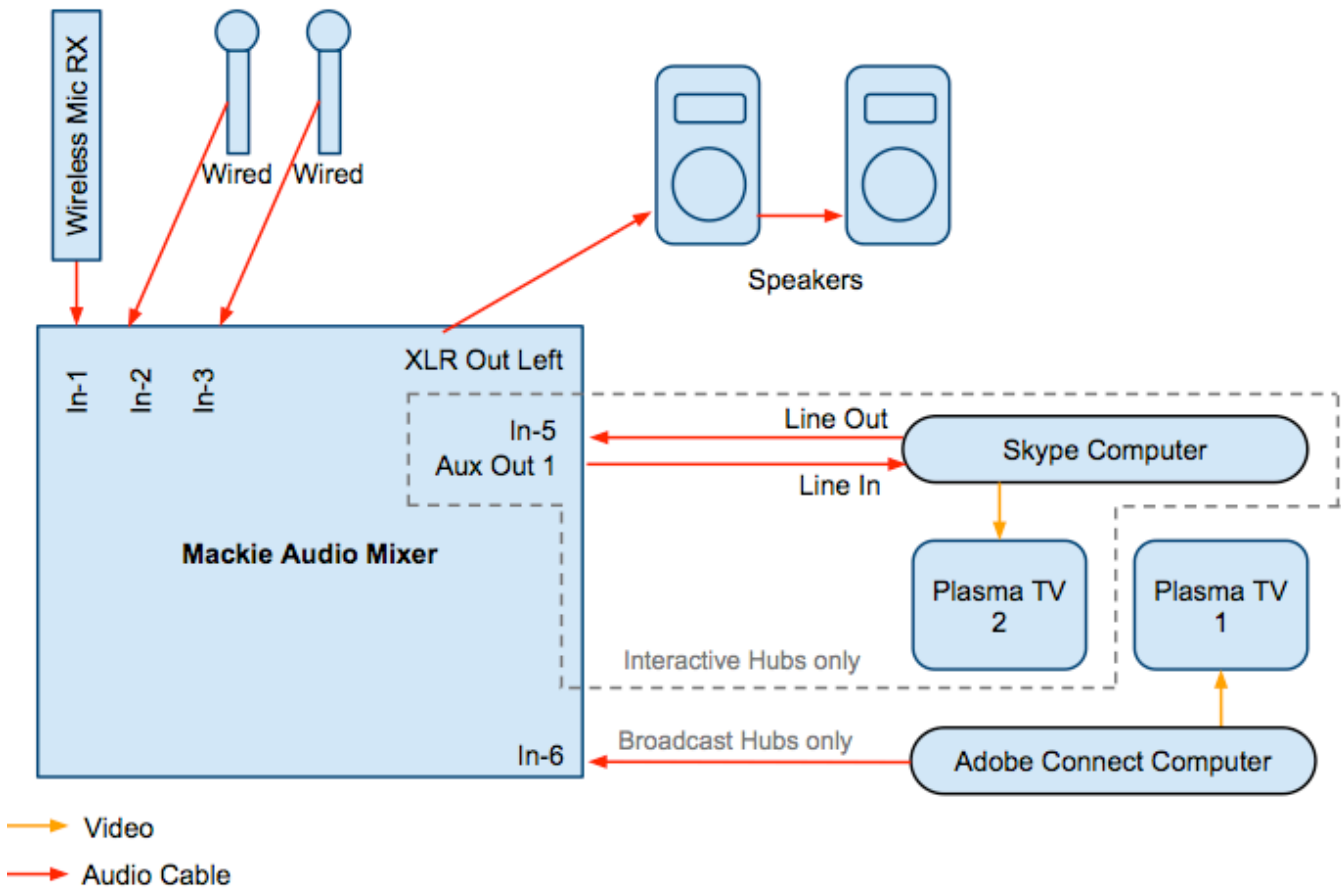 Wireless Mic RX
Wired
Wired
Speakers
In-1
In-2
In-3
XLR Out Left
In-5
Aux Out 1
Line Out
Line In
Skype Computer
Mackie Audio Mixer
Plasma TV
2
Plasma TV
1
Interactive Hubs only
Broadcast Hubs only
In-6
Adobe Connect Computer
Video
Audio Cable